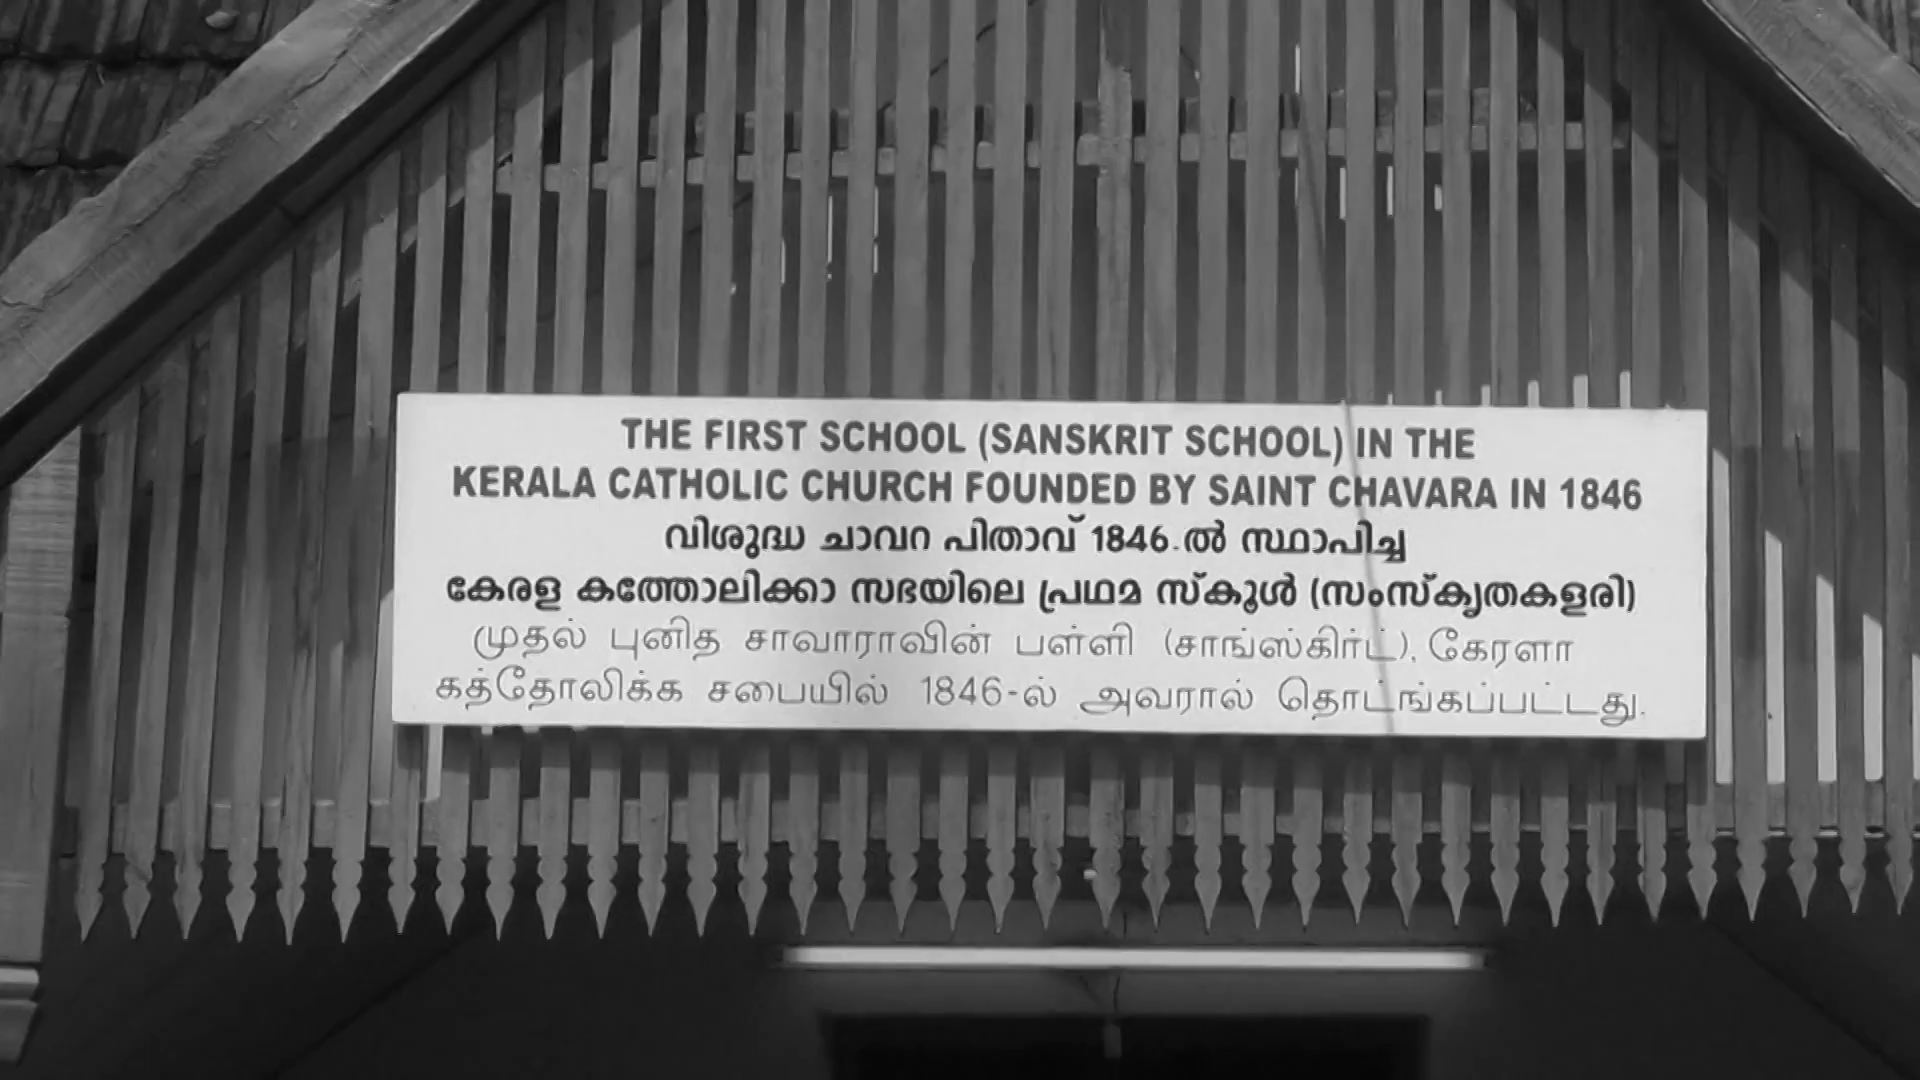 THE FIRST SCHOOL (SANSKRIT SCHOOL) IN THE
KERALA CATHOLIC CHURCH FOUNDED BY SAINT CHAVARA IN 1846
വിശുദ്ധ ചാവറ പിതാവ് 1846-ൽ സ്ഥാപിച്ച
കേരള കത്തോലിക്കാ സഭയിലെ പ്രഥമ സ്കൂൾ (സംസ്കൃതകളരി)
முதல் புனித சாவாராவின் பள்ளி (சாங்ஸ்கிர்ட்), கேரளா
கத்தோலிக்க சபையில் 1846-ல் அவரால் தொடங்கப்பட்டது.